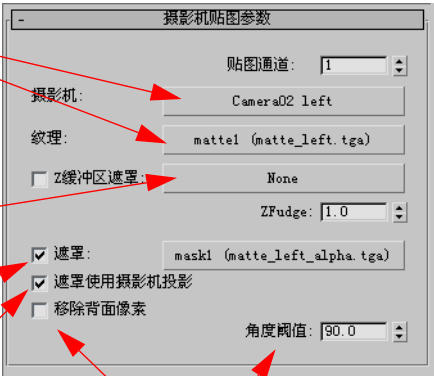 摄影机贴图参数
贴图通道: 1
摄影机: Camera02 left
纹理: matte1 (matte_left.tga)
Z缓冲区遮罩: None
ZFudge: 1.0
遮罩: mask1 (matte_left_alpha.tga)
遮罩使用摄影机投影
移除背面像素
角度阈值: 90.0